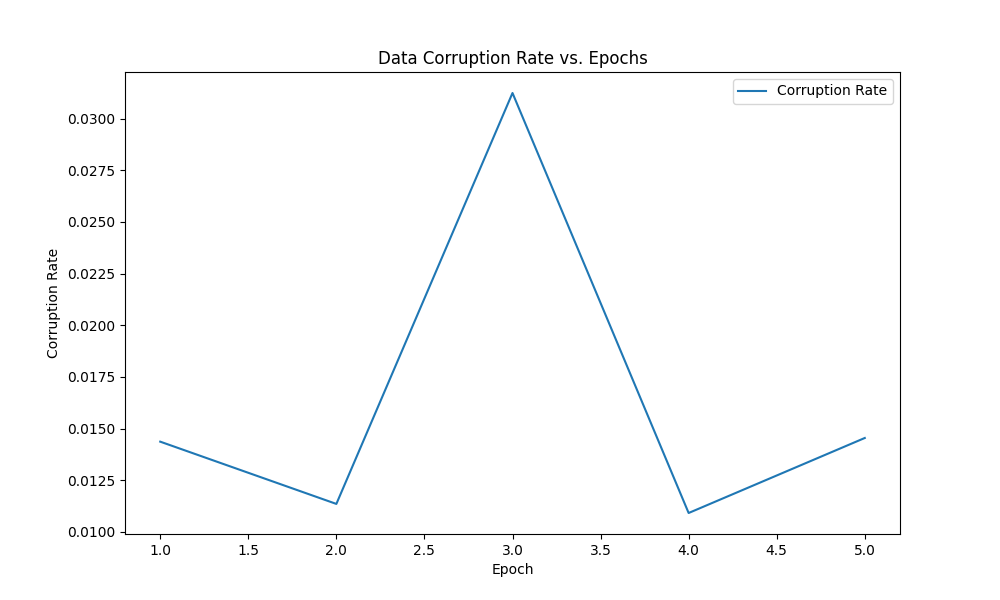 Data Corruption Rate vs. Epochs
Corruption Rate
0.0300
0.0275
0.0250
0.0225
0.0200
0.0175
0.0150
0.0125
0.0100
Corruption Rate
1.0 1.5 2.0 2.5 3.0 3.5 4.0 4.5 5.0
Epoch